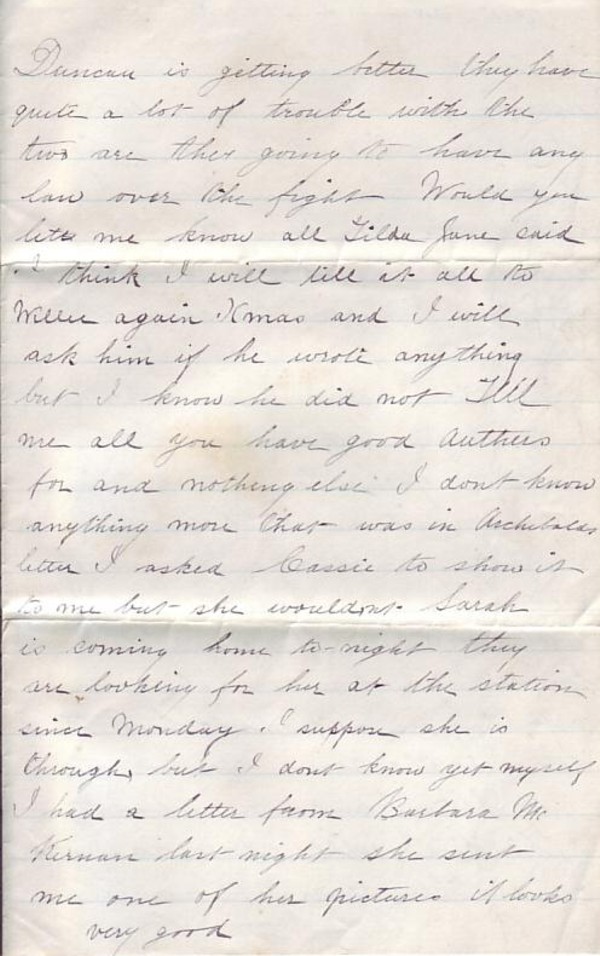 Duncan is getting better they have
quite a lot of trouble with the
two are they going to have any
law over the fight Would you
let me know all Tilda Jane said
I think I will tell it all to
Willie again Xmas and I will
ask him if he wrote anything
but I know he did not Tell
me all you have good Authers
for and nothing else I dont know
anything more that was in Archibalds
letter I asked Cassie to show it
to me but she wouldnt Sarah
is coming home to-night they
are looking for her at the station
since Monday. I suppose she is
through, but I dont know yet myself
I had a letter from Barbara Mc
Kernan last night she sent
me one of her pictures it looks
very good